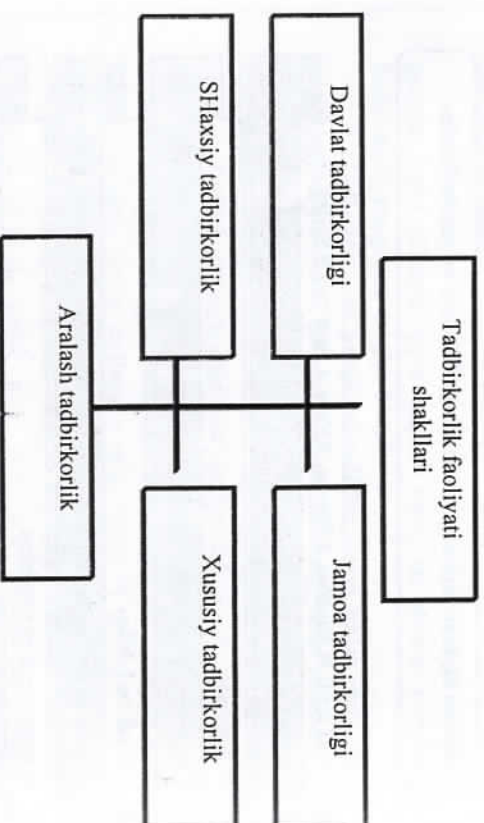 Tadbirkorlik faoliyati
shakllari
Davlat tadbirkorligi
Jamoa tadbirkorligi
SHaxsiy tadbirkorlik
Xususiy tadbirkorlik
Aralash tadbirkorlik